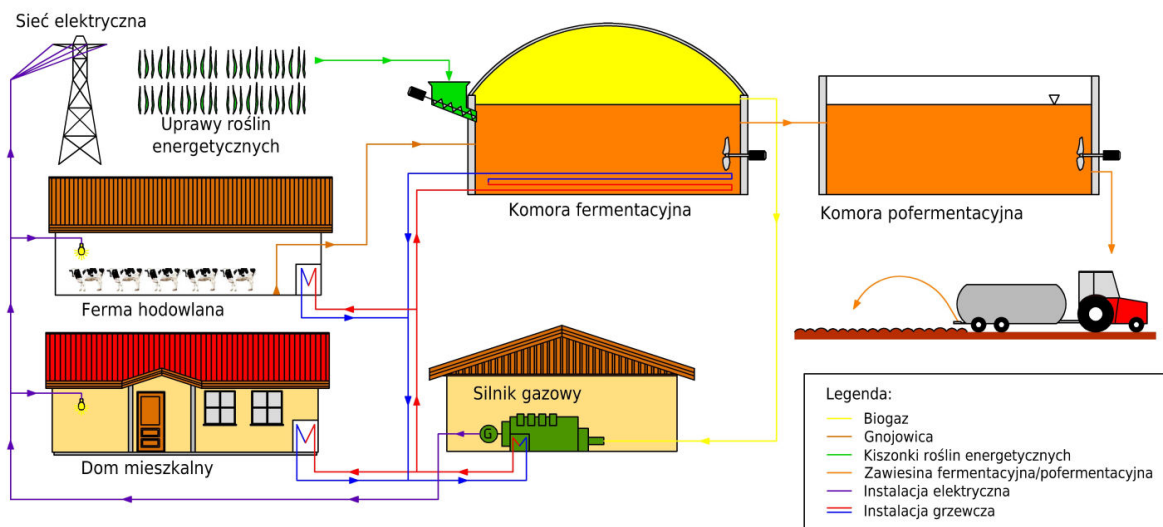 Sieć elektryczna
Uprawy roślin
energetycznych
Komora fermentacyjna
Komora pofermentacyjna
Ferma hodowlana
Silnik gazowy
G
Dom mieszkalny
Legenda:
Biogaz
Gnojowica
Kiszonki roślin energetycznych
Zawiesina fermentacyjna/pofermentacyjna
Instalacja elektryczna
Instalacja grzewcza